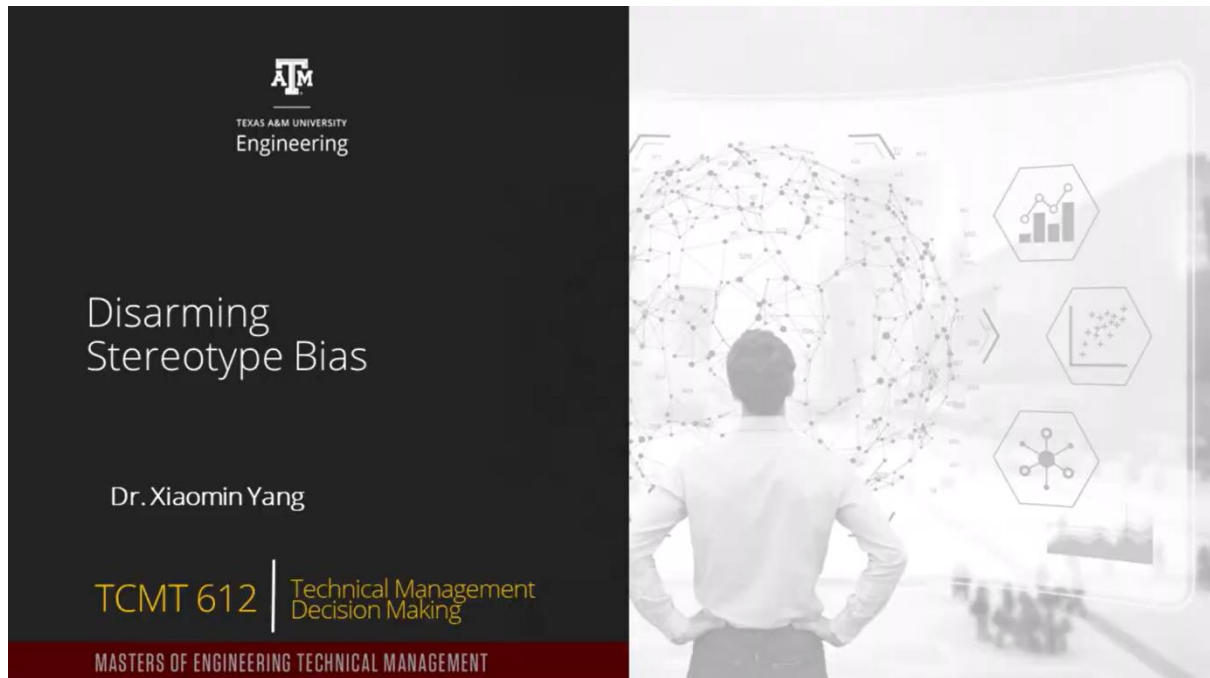 ATM
TEXAS A&M UNIVERSITY
Engineering
Disarming
Stereotype Bias
Dr. Xiaomin Yang
TCMT 612
Technical Management
Decision Making
MASTERS OF ENGINEERING TECHNICAL MANAGEMENT